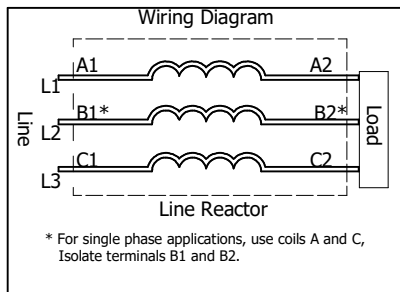 Wiring Diagram
A1 A2
L1
B1* B2*
L2
C1 C2
L3
Line
Load
Line Reactor
* For single phase applications, use coils A and C,
Isolate terminals B1 and B2.